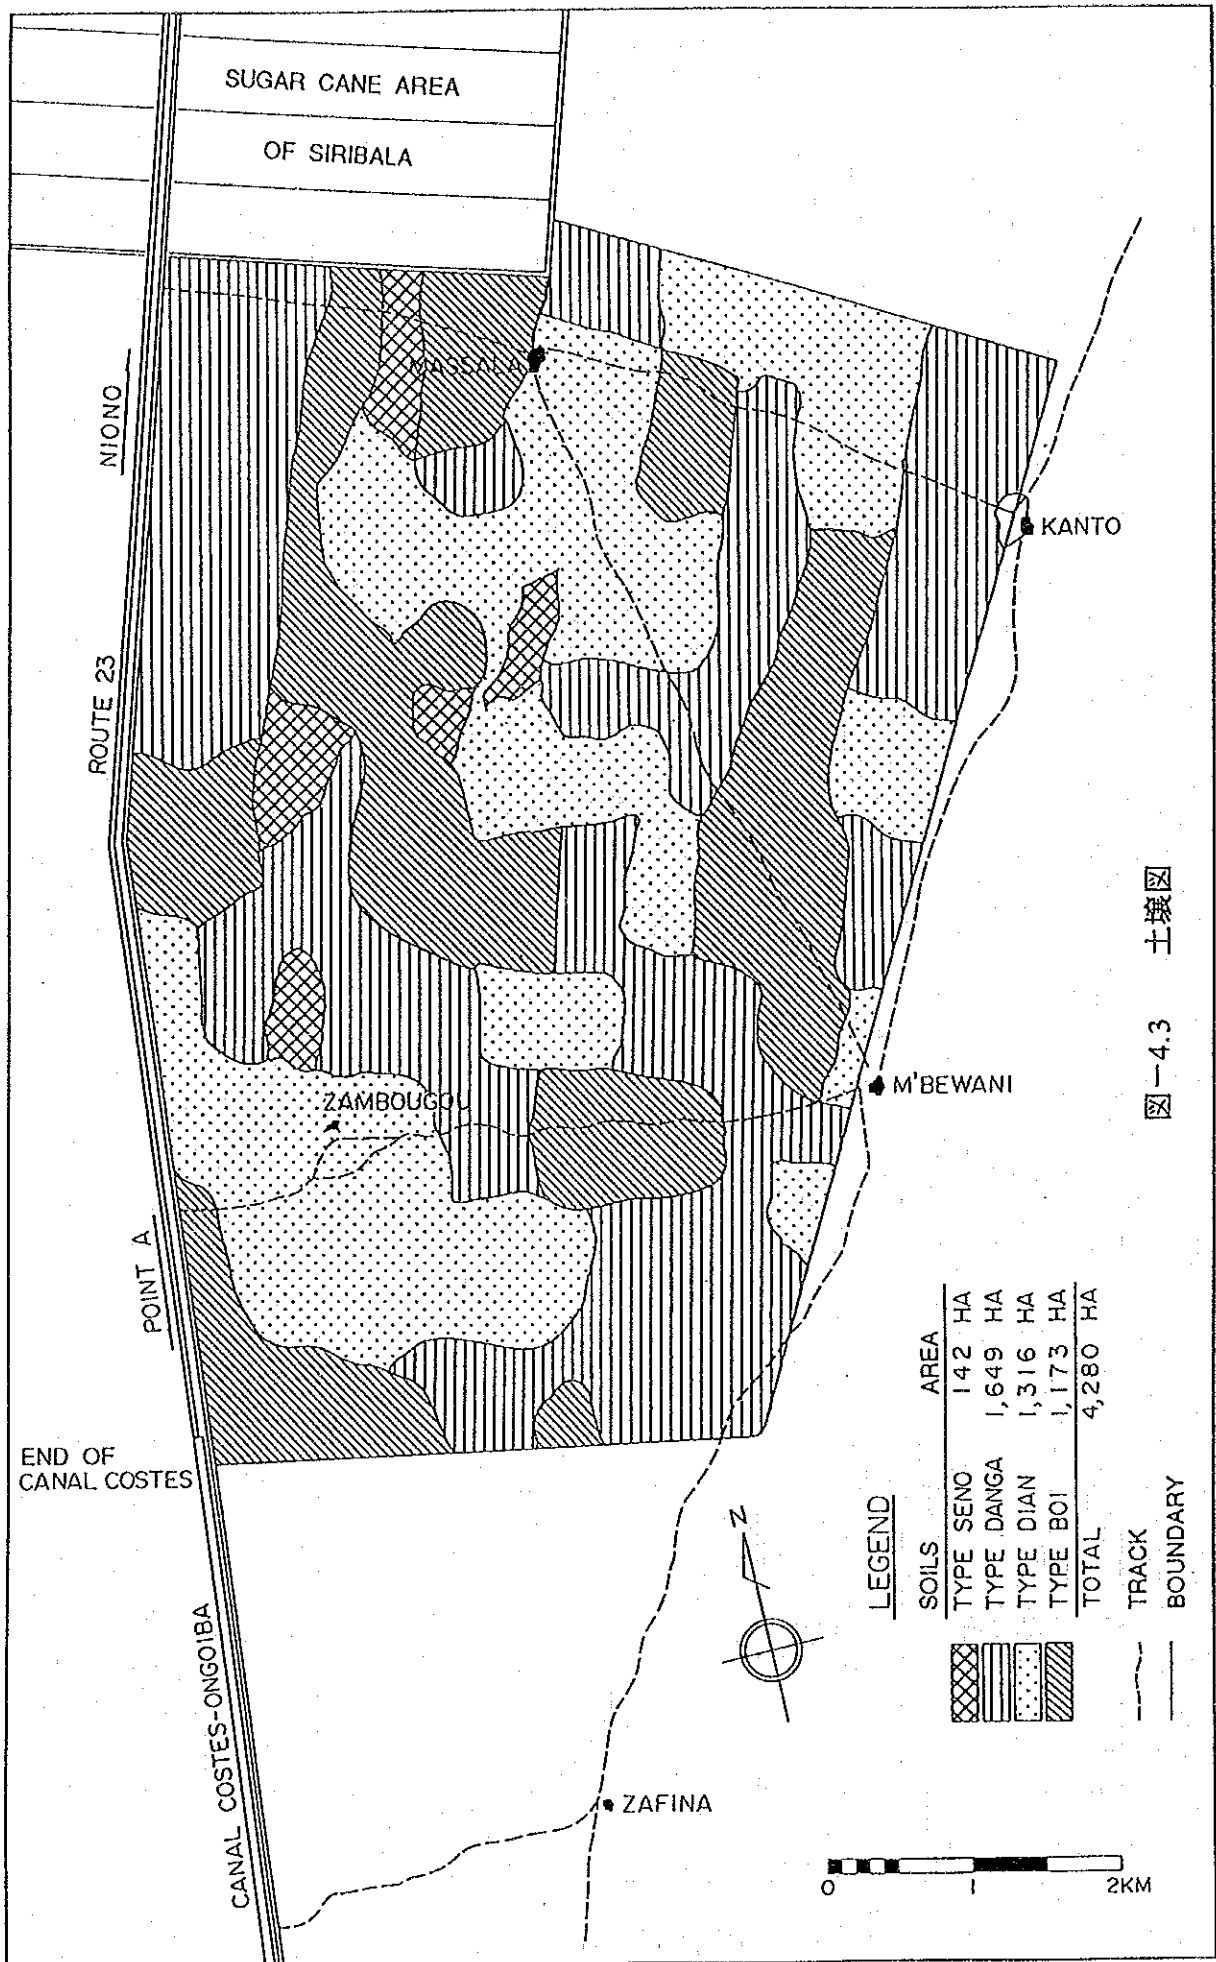 SUGAR CANE AREA
OF SIRIBALA
NIONO
MASSALA
KANTO
ROUTE 23
ZAMBOUGOU
M'BEWANI
POINT A
END OF
CANAL COSTES
CANAL COSTES-ONGOIBA
ZAFINA
N
LEGEND
SOILS AREA
TYPE SENO 142 HA
TYPE DANGA 1,649 HA
TYPE DIAN 1,316 HA
TYPE BOI 1,173 HA
TOTAL 4,280 HA
TRACK
BOUNDARY
0 1 2KM
図-4.3 土壌図